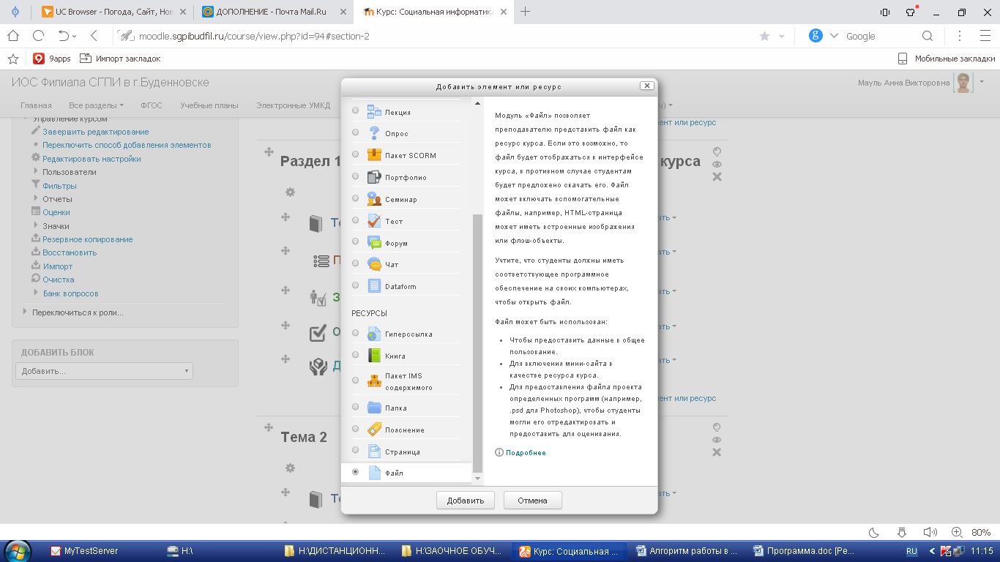 UC Browser - Погода, Сайт, Нов
ДОПОЛНЕНИЕ - Почта Mail.Ru
Курс: Социальная информатика
moodle.sgpibudfil.ru/course/view.php?id=94#section-2
Google
9apps
Импорт закладок
Мобильные закладки
ИОС Филиала СГПИ в г.Буденновске
Мауль Анна Викторовна
Главная
Все разделы
ФГОС
Учебные планы
Электронные УМКД
Управление курсом
Завершить редактирование
Переключить способ добавления элементов
Редактировать настройки
Пользователи
Фильтры
Отчеты
Оценки
Значки
Резервное копирование
Восстановить
Импорт
Очистка
Банк вопросов
Переключиться к роли...
ДОБАВИТЬ БЛОК
Добавить...
Раздел 1
курса
ент или ресурс
Те
П
З
О
Д
ать
ать
ать
ать
ать
ент или ресурс
Тема 2
Те
ать
Добавить элемент или ресурс
Лекция
Опрос
Пакет SCORM
Портфолио
Семинар
Тест
Форум
Чат
Dataform
РЕСУРСЫ
Гиперссылка
Книга
Пакет IMS
содержимого
Папка
Пояснение
Страница
Файл
Модуль «Файл» позволяет
преподавателю представить файл как
ресурс курса. Если это возможно, то
файл будет отображаться в интерфейсе
курса, в противном случае студентам
будет предложено скачать его. Файл
может включать вспомогательные
файлы, например, HTML-страница
может иметь встроенные изображения
или флэш-объекты.
Учтите, что студенты должны иметь
соответствующее программное
обеспечение на своих компьютерах,
чтобы открыть файл.
Файл может быть использован:
Чтобы предоставить данные в общее
пользование.
Для включения мини-сайта в
качестве ресурса курса.
Для предоставления файла проекта
определенных программ (например,
.psd для Photoshop), чтобы студенты
могли его отредактировать и
предоставить для оценивания.
Подробнее
Добавить
Отмена
80%
MyTestServer
H:\
H:\ДИСТАНЦИОНН...
H:\ЗАОЧНОЕ ОБУЧ...
Курс: Социальная ...
Алгоритм работы в ...
Программа.doc [Ре...
RU
11:15